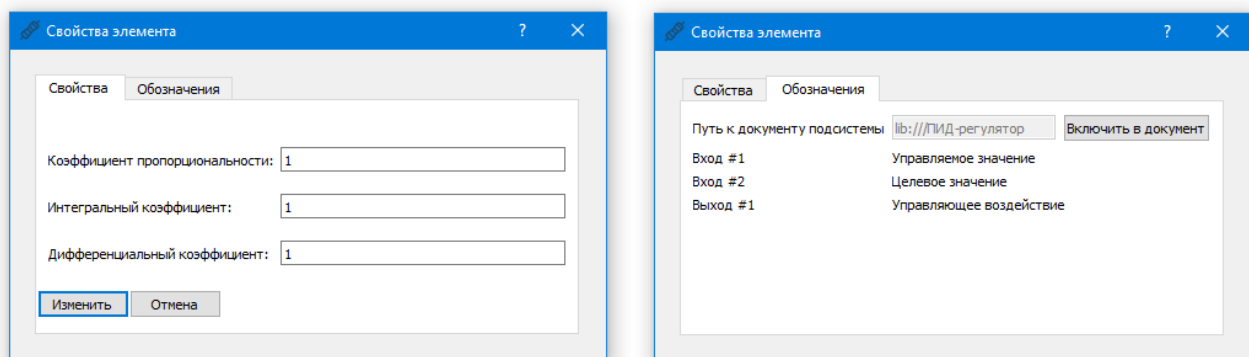 Свойства элемента ?
Свойства Обозначения
Коэффициент пропорциональности: 1
Интегральный коэффициент: 1
Дифференциальный коэффициент: 1
Изменить Отмена
Свойства элемента ?
Свойства Обозначения
Путь к документу подсистемы lib:///ПИД-регулятор Включить в документ
Вход #1 Управляемое значение
Вход #2 Целевое значение
Выход #1 Управляющее воздействие